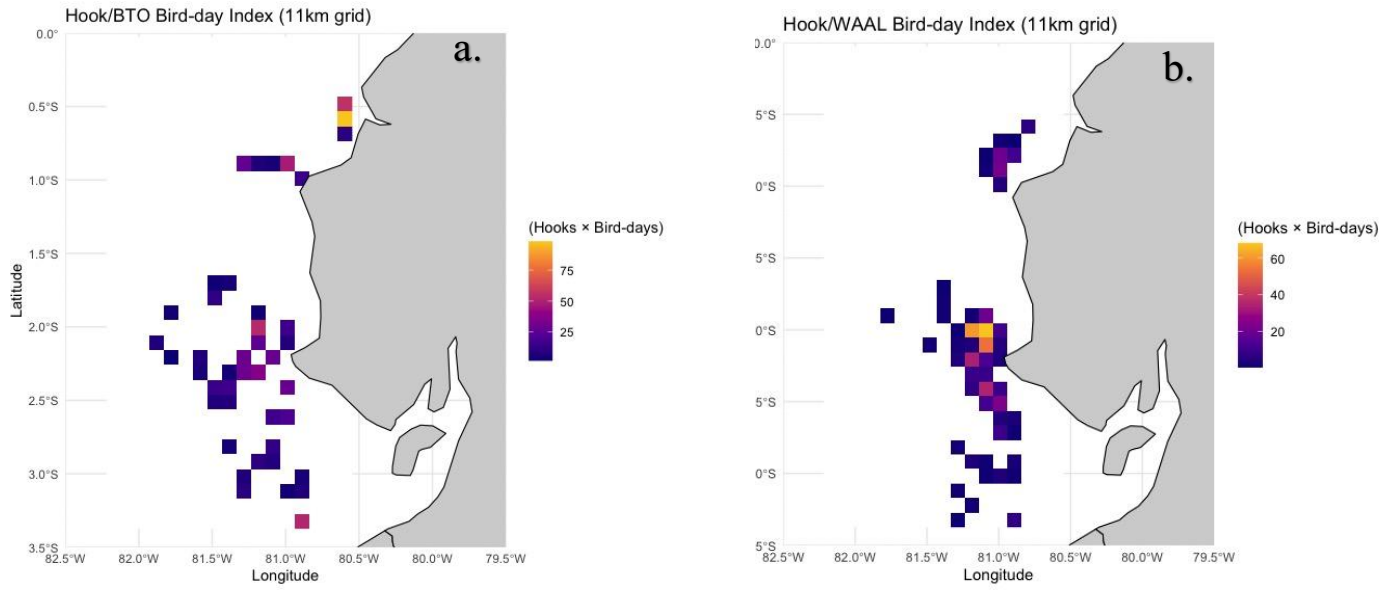 Hook/BTO Bird-day Index (11km grid)
a.
0.0°
0.5°S
1.0°S
1.5°S
2.0°S
2.5°S
3.0°S
3.5°S
Latitude
82.5°W 82.0°W 81.5°W 81.0°W 80.5°W 80.0°W 79.5°W
Longitude
(Hooks × Bird-days)
75
50
25
Hook/WAAL Bird-day Index (11km grid)
b.
0.0°
5°S
0°S
5°S
0°S
5°S
0°S
5°S
82.5°W 82.0°W 81.5°W 81.0°W 80.5°W 80.0°W 79.5°W
Longitude
(Hooks × Bird-days)
60
40
20